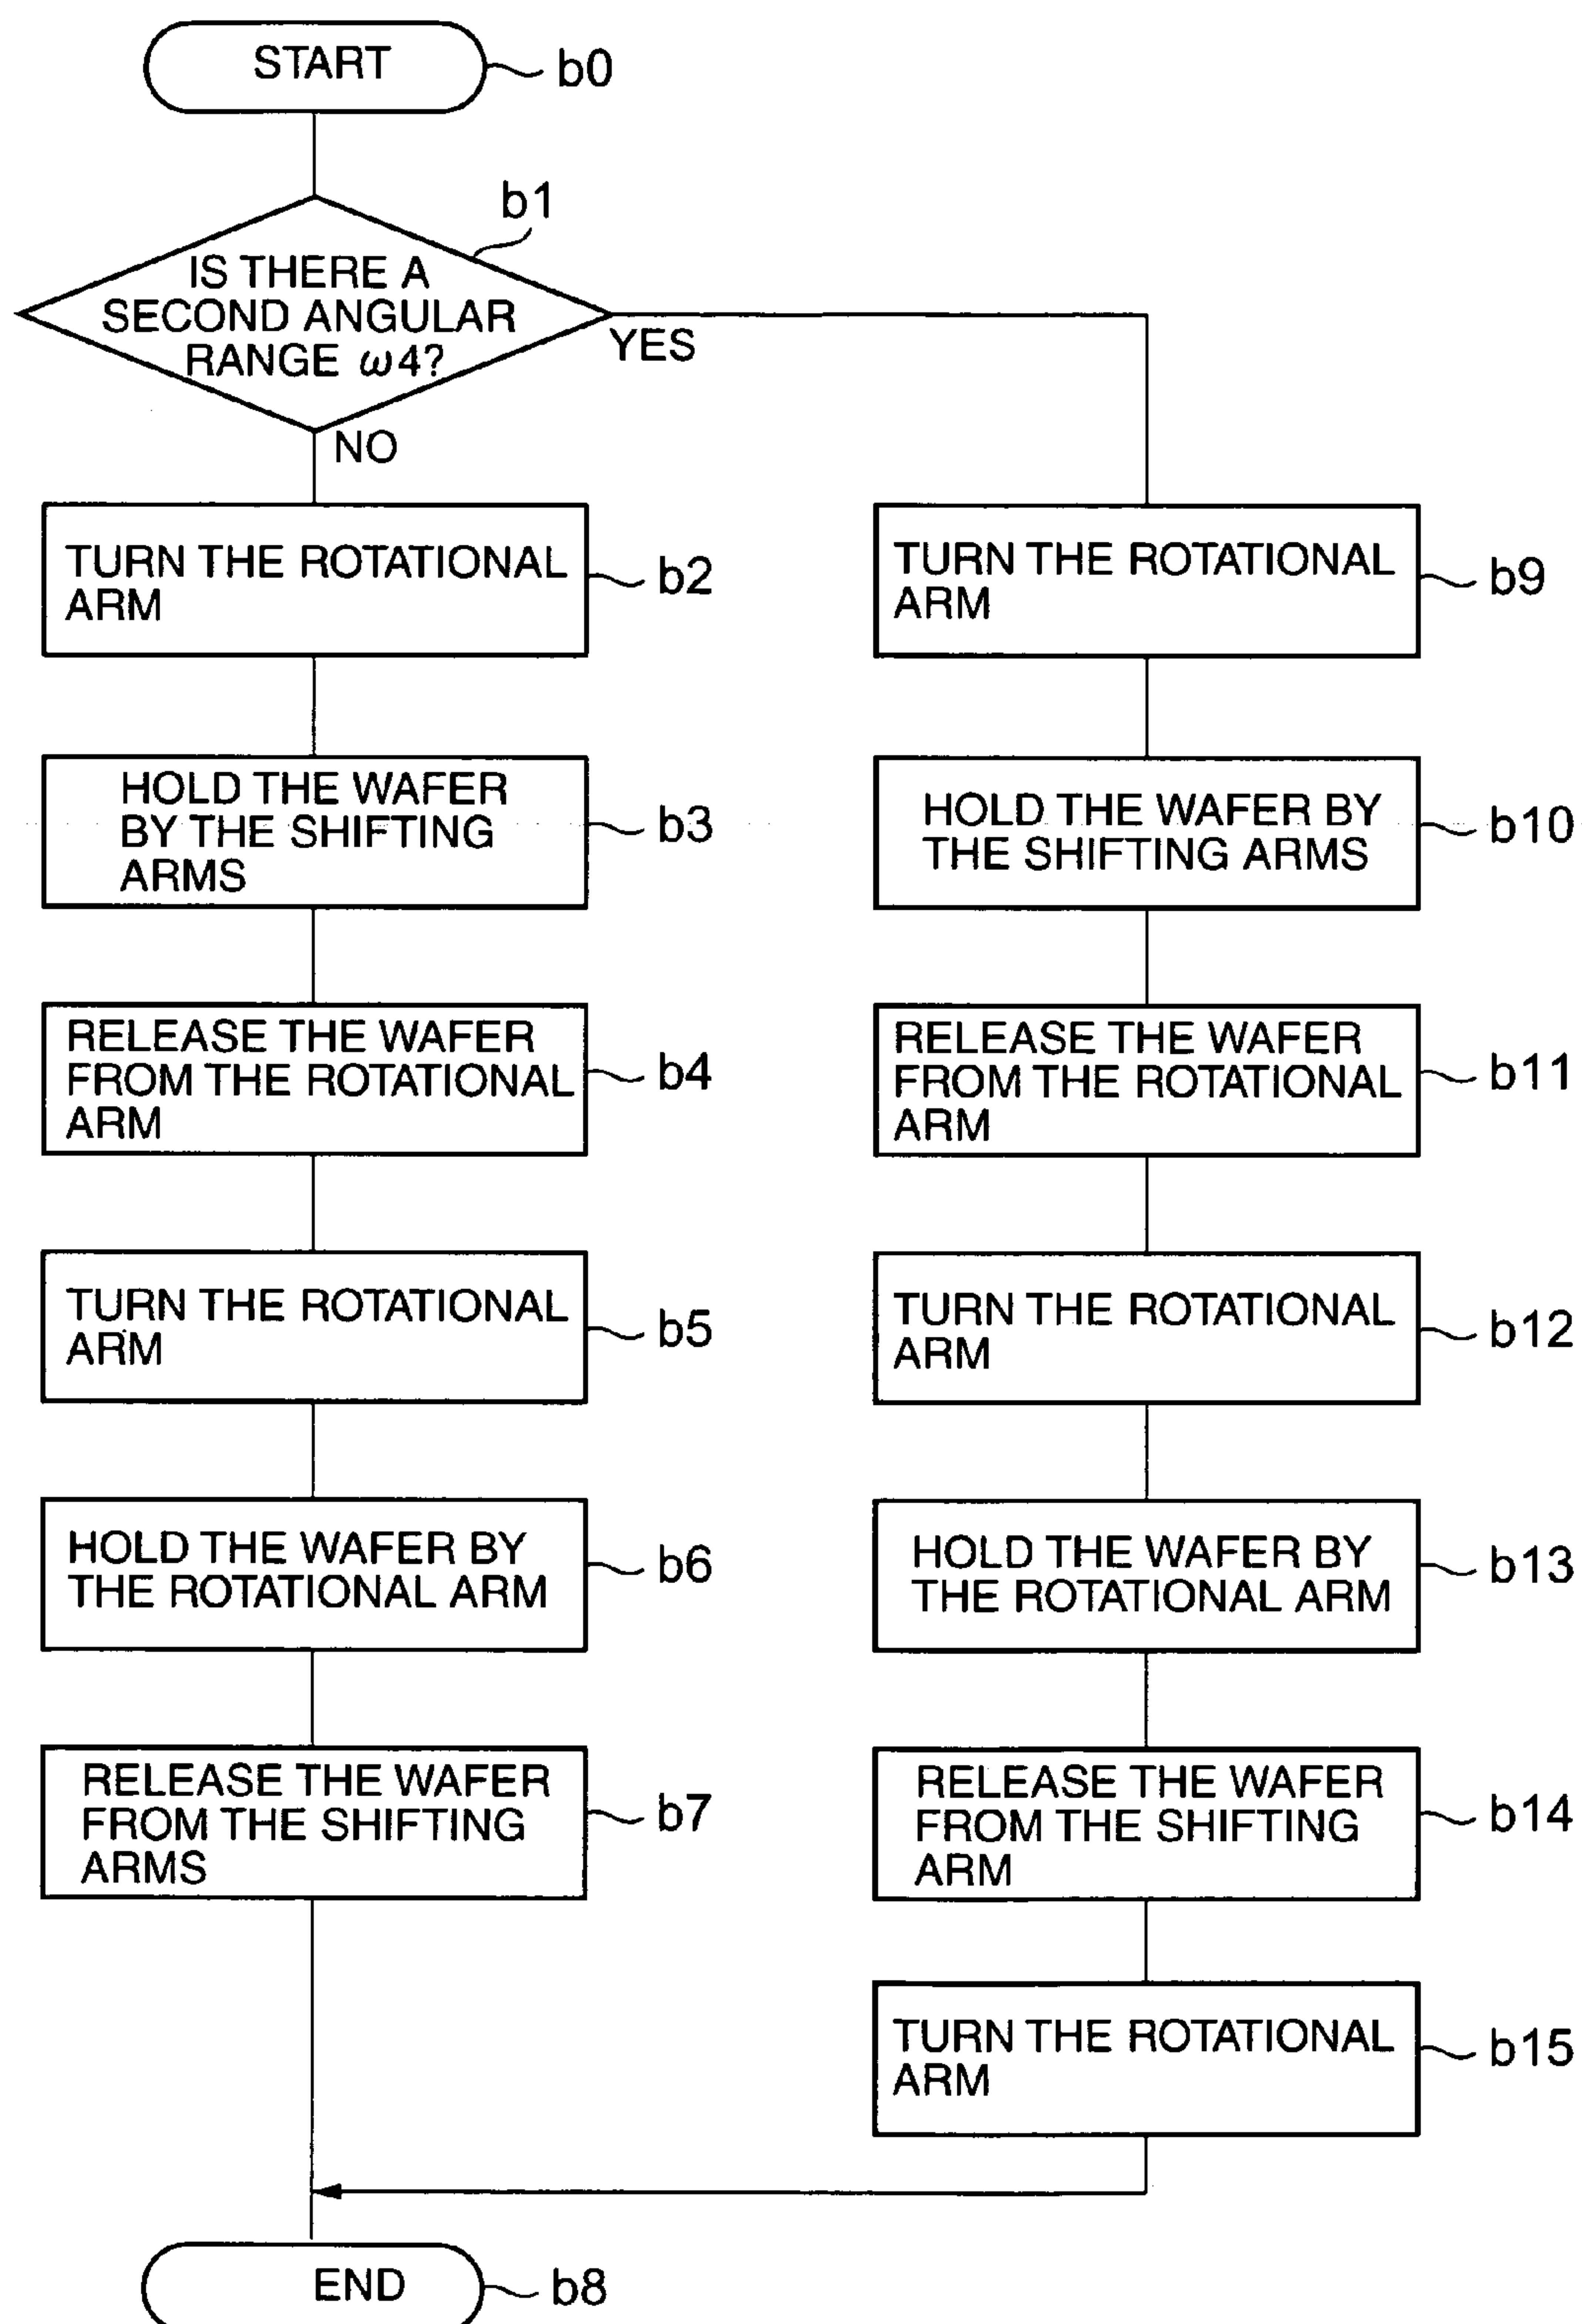 START
b0
b1
IS THERE A
SECOND ANGULAR
RANGE ω4?
YES
NO
TURN THE ROTATIONAL
ARM
b2
HOLD THE WAFER
BY THE SHIFTING
ARMS
b3
RELEASE THE WAFER
FROM THE ROTATIONAL
ARM
b4
TURN THE ROTATIONAL
ARM
b5
HOLD THE WAFER BY
THE ROTATIONAL ARM
b6
RELEASE THE WAFER
FROM THE SHIFTING
ARMS
b7
TURN THE ROTATIONAL
ARM
b9
HOLD THE WAFER BY
THE SHIFTING ARMS
b10
RELEASE THE WAFER
FROM THE ROTATIONAL
ARM
b11
TURN THE ROTATIONAL
ARM
b12
HOLD THE WAFER BY
THE ROTATIONAL ARM
b13
RELEASE THE WAFER
FROM THE SHIFTING
ARM
b14
TURN THE ROTATIONAL
ARM
b15
END
b8